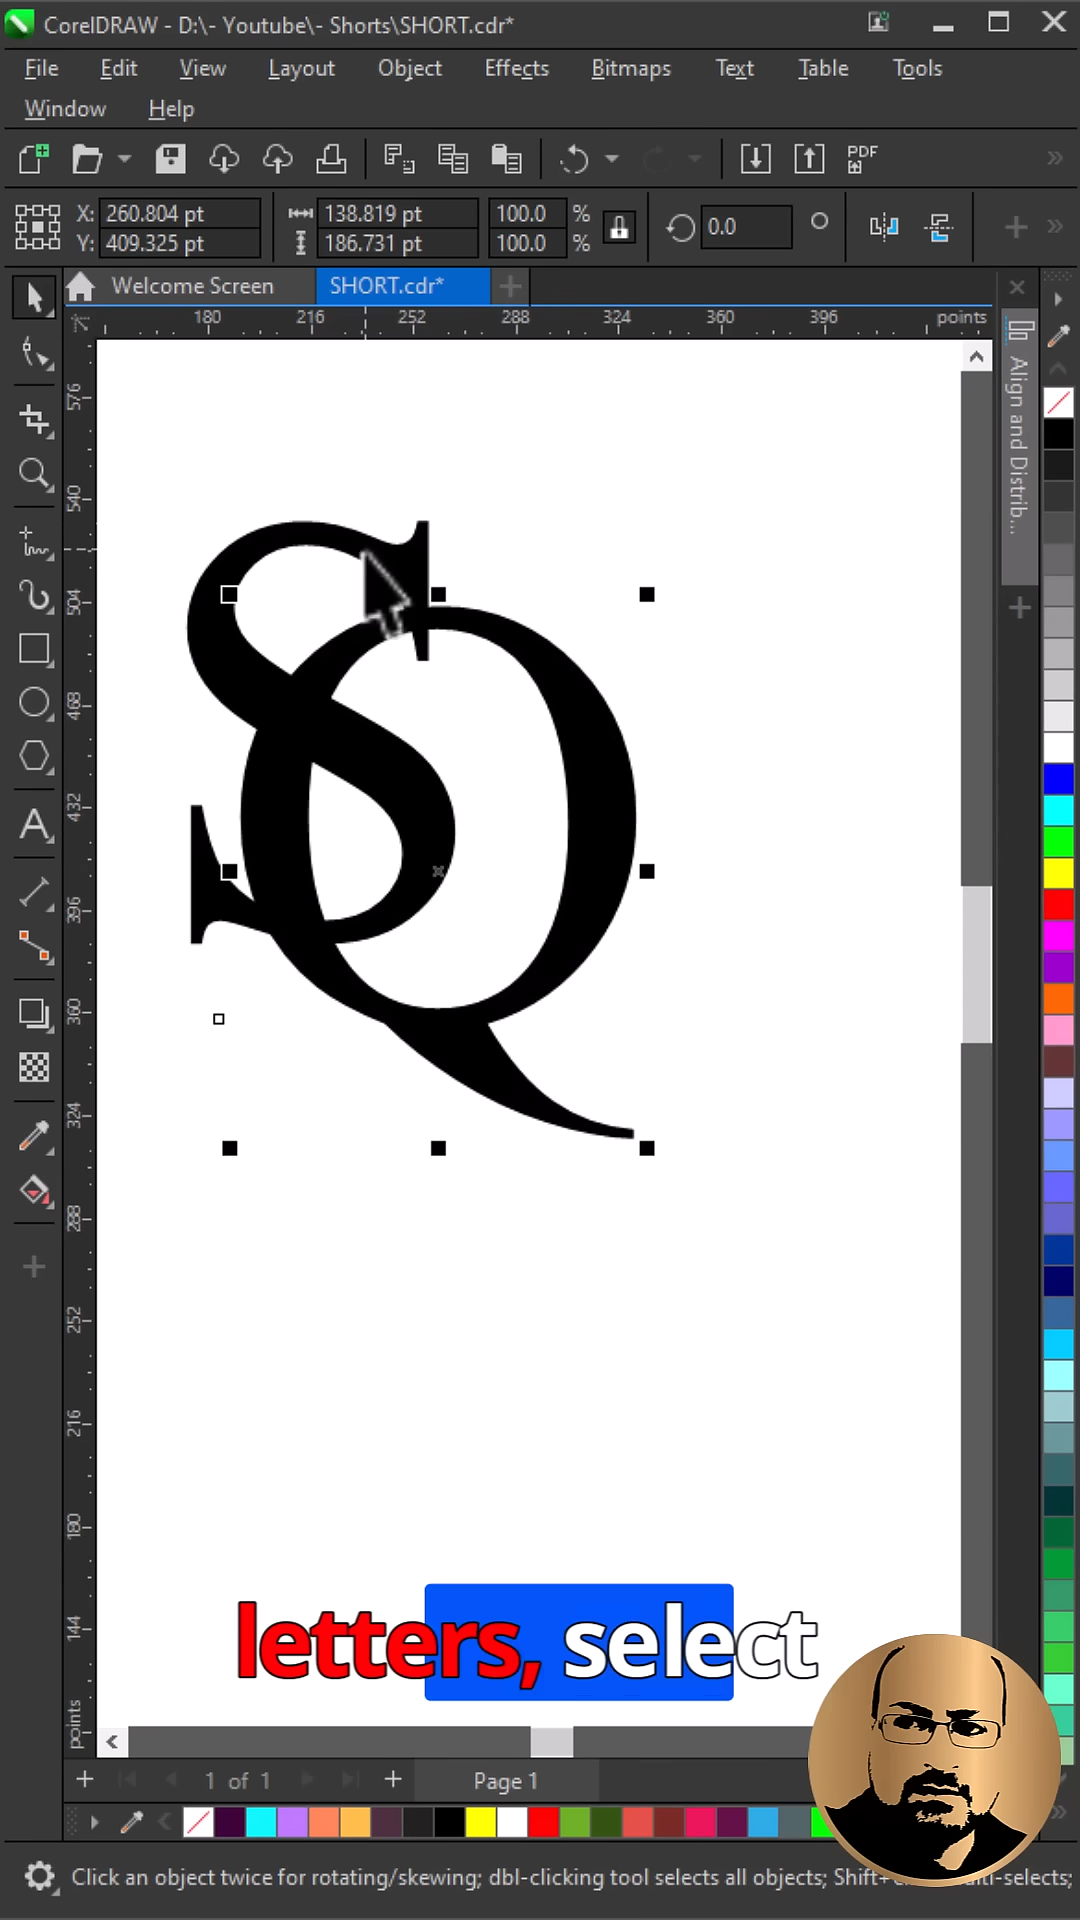 CorelDRAW - D:\- Youtube\- Shorts\SHORT.cdr*
File Edit View Layout Object Effects Bitmaps Text Table Tools
Window Help
PDF
X: 260.804 pt 138.819 pt 100.0 % 0.0
Y: 409.325 pt 186.731 pt 100.0 %
Welcome Screen SHORT.cdr*
180 216 252 288 324 360 396 points
576
540
504
468
432
396
360
324
288
252
216
180
144
points
Align and Distrib...
SQ
letters, select
1 of 1 Page 1
Click an object twice for rotating/skewing; dbl-clicking tool selects all objects; Shift+